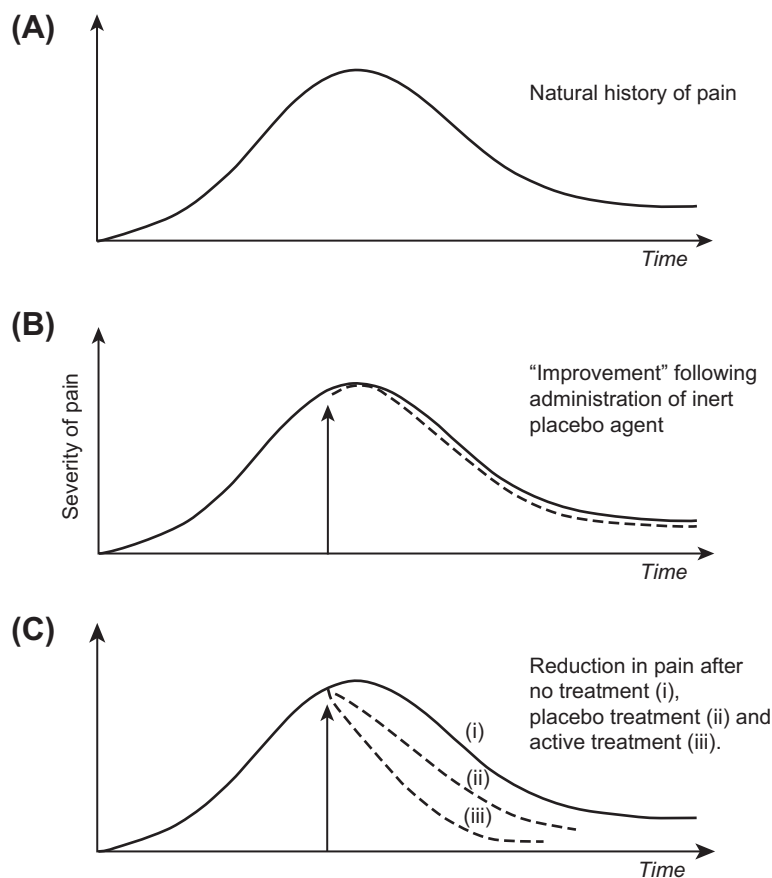 (A)
Natural history of pain
Time
(B)
Severity of pain
“Improvement” following
administration of inert
placebo agent
Time
(C)
Reduction in pain after
no treatment (i),
placebo treatment (ii) and
active treatment (iii).
(i)
(ii)
(iii)
Time